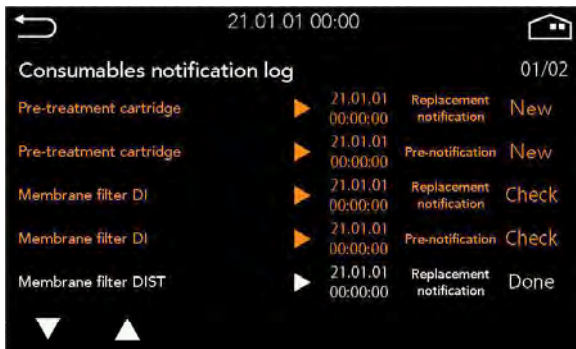 21.01.01 00:00
Consumables notification log 01/02
Pre-treatment cartridge 21.01.01 00:00:00 Replacement notification New
Pre-treatment cartridge 21.01.01 00:00:00 Pre-notification New
Membrane filter DI 21.01.01 00:00:00 Replacement notification Check
Membrane filter DI 21.01.01 00:00:00 Pre-notification Check
Membrane filter DIST 21.01.01 00:00:00 Replacement notification Done